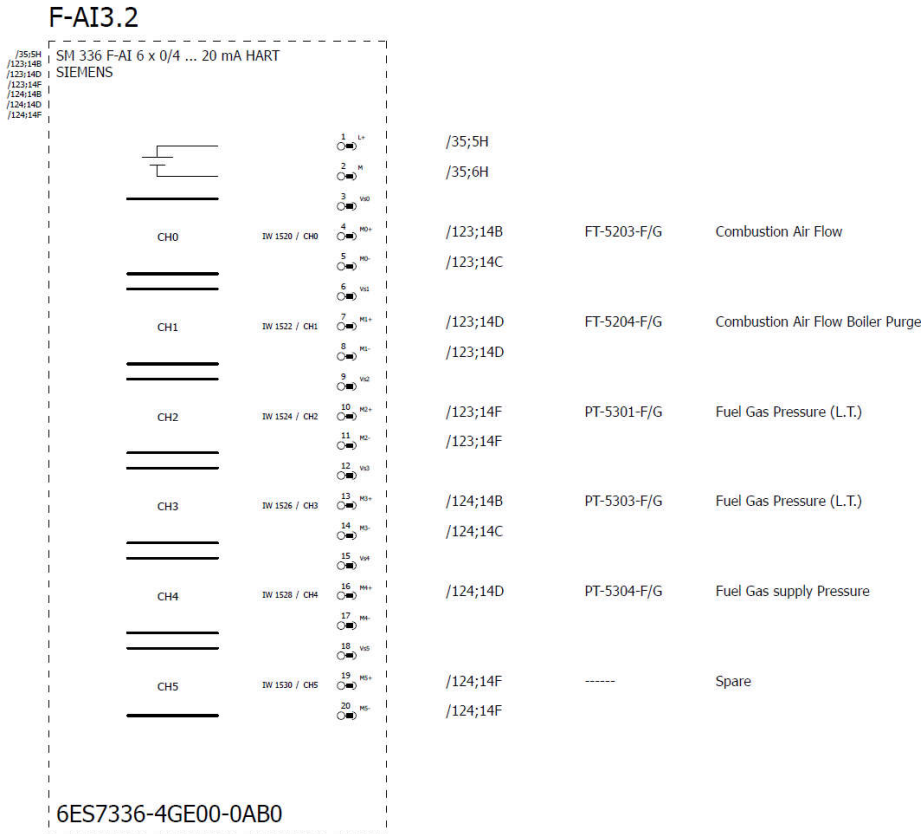 F-AI3.2
/35;5H
/123;14B
/123;14D
/123;14F
/124;14B
/124;14D
/124;14F
SM 336 F-AI 6 x 0/4 ... 20 mA HART
SIEMENS
1 L+ /35;5H
2 M /35;6H
3 Vs0
CH0 IW 1520 / CH0 4 M0+ /123;14B FT-5203-F/G Combustion Air Flow
5 M0- /123;14C
6 Vs1
CH1 IW 1522 / CH1 7 M1+ /123;14D FT-5204-F/G Combustion Air Flow Boiler Purge
8 M1- /123;14D
9 Vs2
CH2 IW 1524 / CH2 10 M2+ /123;14F PT-5301-F/G Fuel Gas Pressure (L.T.)
11 M2- /123;14F
12 Vs3
CH3 IW 1526 / CH3 13 M3+ /124;14B PT-5303-F/G Fuel Gas Pressure (L.T.)
14 M3- /124;14C
15 Vs4
CH4 IW 1528 / CH4 16 M4+ /124;14D PT-5304-F/G Fuel Gas supply Pressure
17 M4-
18 Vs5
CH5 IW 1530 / CH5 19 M5+ /124;14F ------ Spare
20 M5- /124;14F
6ES7336-4GE00-0AB0